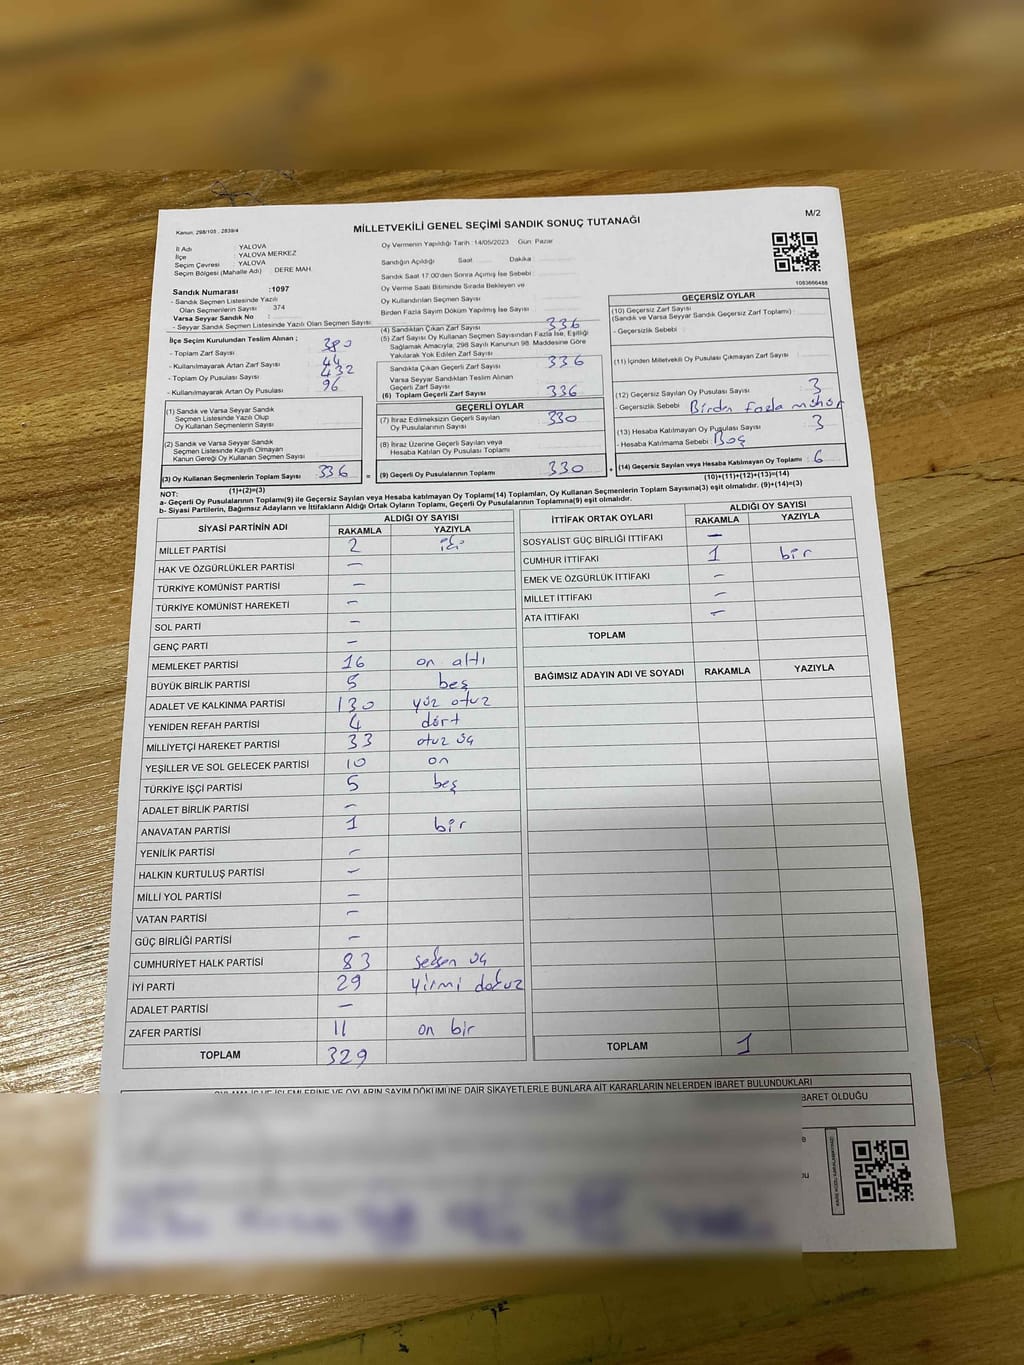 Kanun: 298/105 , 2839/4
MİLLETVEKİLİ GENEL SEÇİMİ SANDIK SONUÇ TUTANAĞI
M/2
İl Adı : YALOVA
İlçe : YALOVA MERKEZ
Seçim Çevresi : YALOVA
Seçim Bölgesi (Mahalle Adı) : DERE MAH.
Sandık Numarası :1097
- Sandık Seçmen Listesinde Yazılı
Olan Seçmenlerin Sayısı 374
Varsa Seyyar Sandık No :
- Seyyar Sandık Seçmen Listesinde Yazılı Olan Seçmen Sayısı:
Oy Vermenin Yapıldığı Tarih : 14/05/2023 Gün: Pazar
Sandığın Açıldığı Saat: Dakika :
Sandık Saat 17:00'den Sonra Açımış İse Sebebi :
Oy Verme Saati Bitiminde Sırada Bekleyen ve
Oy Kullandırılan Seçmen Sayısı
Birden Fazla Sayım Döküm Yapılmış İse Sayısı
1083666488
İlçe Seçim Kurulundan Teslim Alınan ;
- Toplam Zarf Sayısı 380
- Kullanılmayarak Artan Zarf Sayısı 44
- Toplam Oy Pusulası Sayısı 432
- Kullanılmayarak Artan Oy Pusulası 96
(1) Sandık ve Varsa Seyyar Sandık
Seçmen Listesinde Yazılı Olup
Oy Kullanan Seçmenlerin Sayısı
(2) Sandık ve Varsa Seyyar Sandık
Seçmen Listesinde Kayıtlı Olmayan
Kanun Gereği Oy Kullanan Seçmen Sayısı
(3) Oy Kullanan Seçmenlerin Toplam Sayısı 336
(1)+(2)=(3)
(4) Sandıktan Çıkan Zarf Sayısı 336
(5) Zarf Sayısı Oy Kullanan Seçmen Sayısından Fazla İse, Eşitliği
Sağlamak Amacıyla, 298 Sayılı Kanunun 98. Maddesine Göre
Yakılarak Yok Edilen Zarf Sayısı
Sandıkta Çıkan Geçerli Zarf Sayısı 336
Varsa Seyyar Sandıktan Teslim Alınan
Geçerli Zarf Sayısı
(6) Toplam Geçerli Zarf Sayısı 336
GEÇERLİ OYLAR
(7) İtiraz Edilmeksizin Geçerli Sayılan
Oy Pusulalarının Sayısı 330
(8) İtiraz Üzerine Geçerli Sayılan veya
Hesaba Katılan Oy Pusulası Toplamı
= (9) Geçerli Oy Pusulalarının Toplamı 330
GEÇERSİZ OYLAR
(10) Geçersiz Zarf Sayısı
(Sandık ve Varsa Seyyar Sandık Geçersiz Zarf Toplamı) :
- Geçersizlik Sebebi :
(11) İçinden Milletvekili Oy Pusulası Çıkmayan Zarf Sayısı
(12) Geçersiz Sayılan Oy Pusulası Sayısı 3
- Geçersizlik Sebebi Birden fazla mühür
(13) Hesaba Katılmayan Oy Pusulası Sayısı 3
- Hesaba Katılmama Sebebi : Boş
+ (14) Geçersiz Sayılan veya Hesaba Katılmayan Oy Toplamı : 6
(10)+(11)+(12)+(13)=(14)
NOT:
a- Geçerli Oy Pusulalarının Toplamı(9) ile Geçersiz Sayılan veya Hesaba katılmayan Oy Toplamı(14) Toplamları, Oy Kullanan Seçmenlerin Toplam Sayısına(3) eşit olmalıdır. (9)+(14)=(3)
b- Siyasi Partilerin, Bağımsız Adayların ve İttifakların Aldığı Ortak Oyların Toplamı, Geçerli Oy Pusulalarının Toplamına(9) eşit olmalıdır.
SİYASİ PARTİNİN ADI ALDIĞI OY SAYISI
RAKAMLA YAZIYLA
MİLLET PARTİSİ 2 iki
HAK VE ÖZGÜRLÜKLER PARTİSİ –
TÜRKİYE KOMÜNİST PARTİSİ –
TÜRKİYE KOMÜNİST HAREKETİ –
SOL PARTİ –
GENÇ PARTİ –
MEMLEKET PARTİSİ 16 on altı
BÜYÜK BİRLİK PARTİSİ 5 beş
ADALET VE KALKINMA PARTİSİ 130 yüz otuz
YENİDEN REFAH PARTİSİ 4 dört
MİLLİYETÇİ HAREKET PARTİSİ 33 otuz üç
YEŞİLLER VE SOL GELECEK PARTİSİ 10 on
TÜRKİYE İŞÇİ PARTİSİ 5 beş
ADALET BİRLİK PARTİSİ –
ANAVATAN PARTİSİ 1 bir
YENİLİK PARTİSİ –
HALKIN KURTULUŞ PARTİSİ –
MİLLİ YOL PARTİSİ –
VATAN PARTİSİ –
GÜÇ BİRLİĞİ PARTİSİ –
CUMHURİYET HALK PARTİSİ 83 seksen üç
İYİ PARTİ 29 yirmi dokuz
ADALET PARTİSİ –
ZAFER PARTİSİ 11 on bir
TOPLAM 329
İTTİFAK ORTAK OYLARI ALDIĞI OY SAYISI
RAKAMLA YAZIYLA
SOSYALİST GÜÇ BİRLİĞİ İTTİFAKI –
CUMHUR İTTİFAKI 1 bir
EMEK VE ÖZGÜRLÜK İTTİFAKI –
MİLLET İTTİFAKI –
ATA İTTİFAKI –
TOPLAM
BAĞIMSIZ ADAYIN ADI VE SOYADI RAKAMLA YAZIYLA
TOPLAM 1
OYLAMA İŞ VE İŞLEMLERİNE VE OYLARIN SAYIM DÖKÜMÜNE DAİR ŞİKAYETLERLE BUNLARA AİT KARARLARIN NELERDEN İBARET BULUNDUKLARI
BARET OLDUĞU